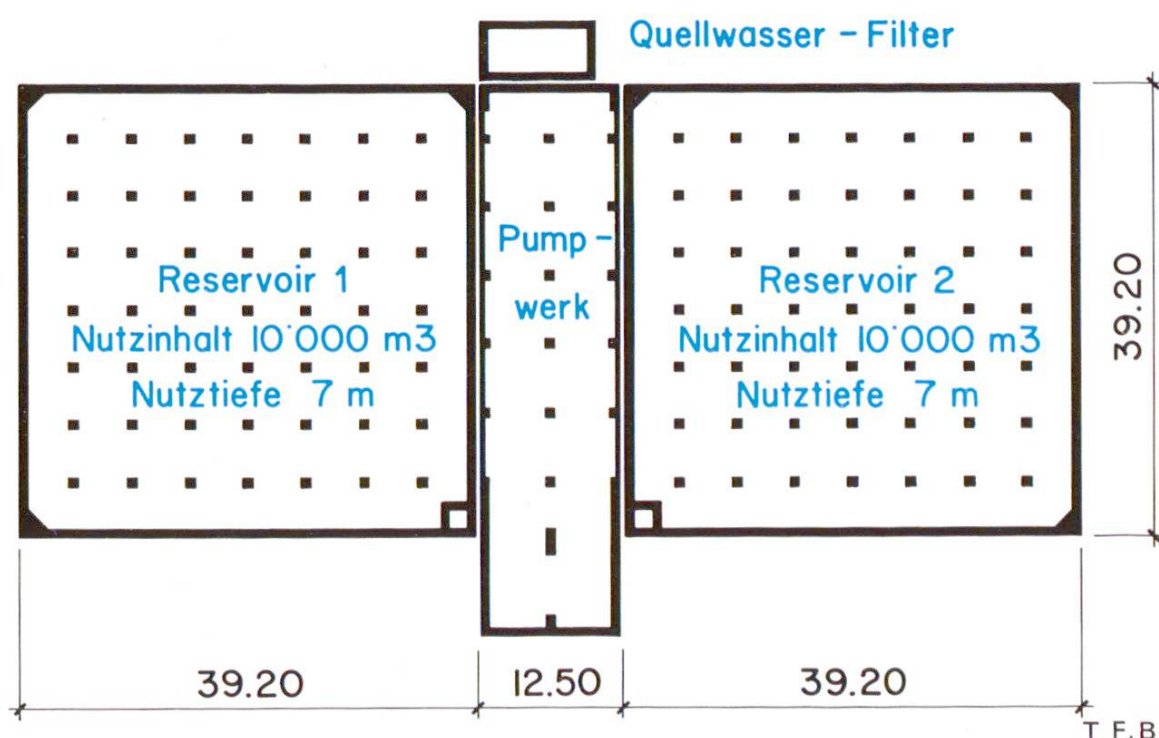 Quellwasser – Filter
Reservoir 1
Nutzinhalt 10'000 m3
Nutztiefe 7 m
Pump –
werk
Reservoir 2
Nutzinhalt 10'000 m3
Nutztiefe 7 m
39.20
39.20
12.50
39.20
T F.B